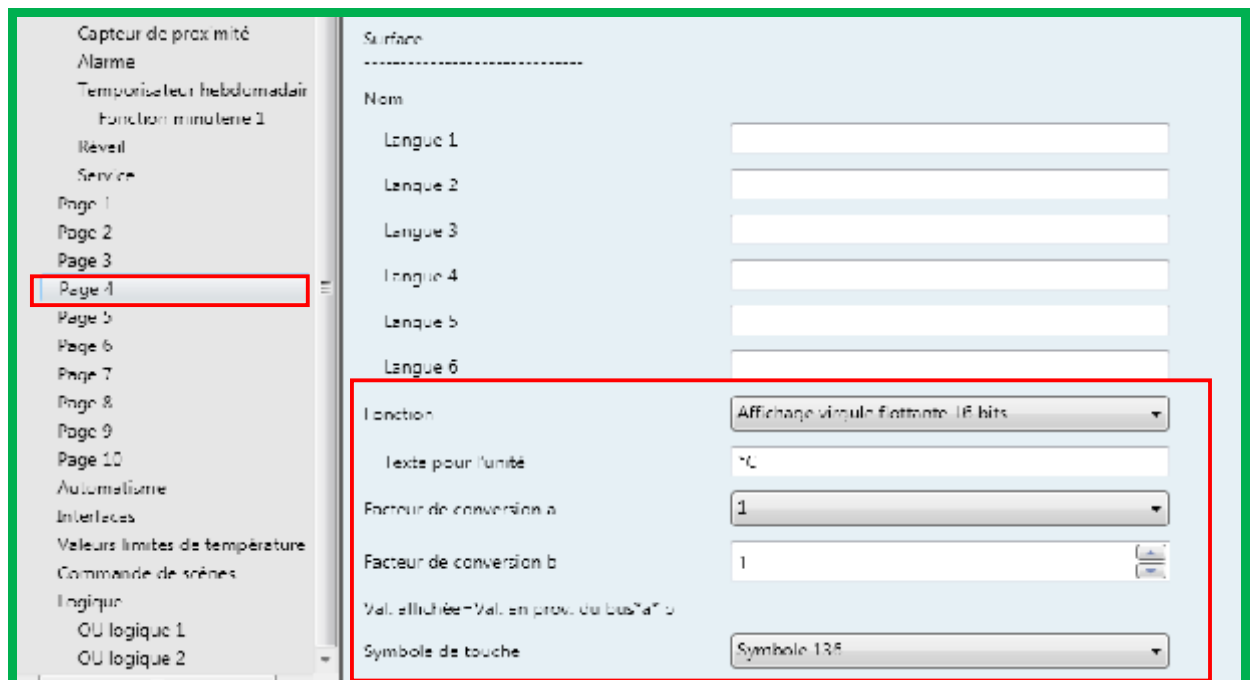 Capteur de proximité
Alarme
Temporisateur hebdomadair
Fonction minuterie 1
Réveil
Service
Page 1
Page 2
Page 3
Page 4
Page 5
Page 6
Page 7
Page 8
Page 9
Page 10
Automatisme
Interfaces
Valeurs limites de température
Commande de scènes
Logique
OU logique 1
OU logique 2
Surface
------------------------------
Nom
Langue 1
Langue 2
Langue 3
Langue 4
Langue 5
Langue 6
Fonction Affichage virgule flottante 16 bits
Texte pour l'unité °C
Facteur de conversion a 1
Facteur de conversion b 1
Val. affichée=Val. en prov. du bus*a* b
Symbole de touche Symbole 136